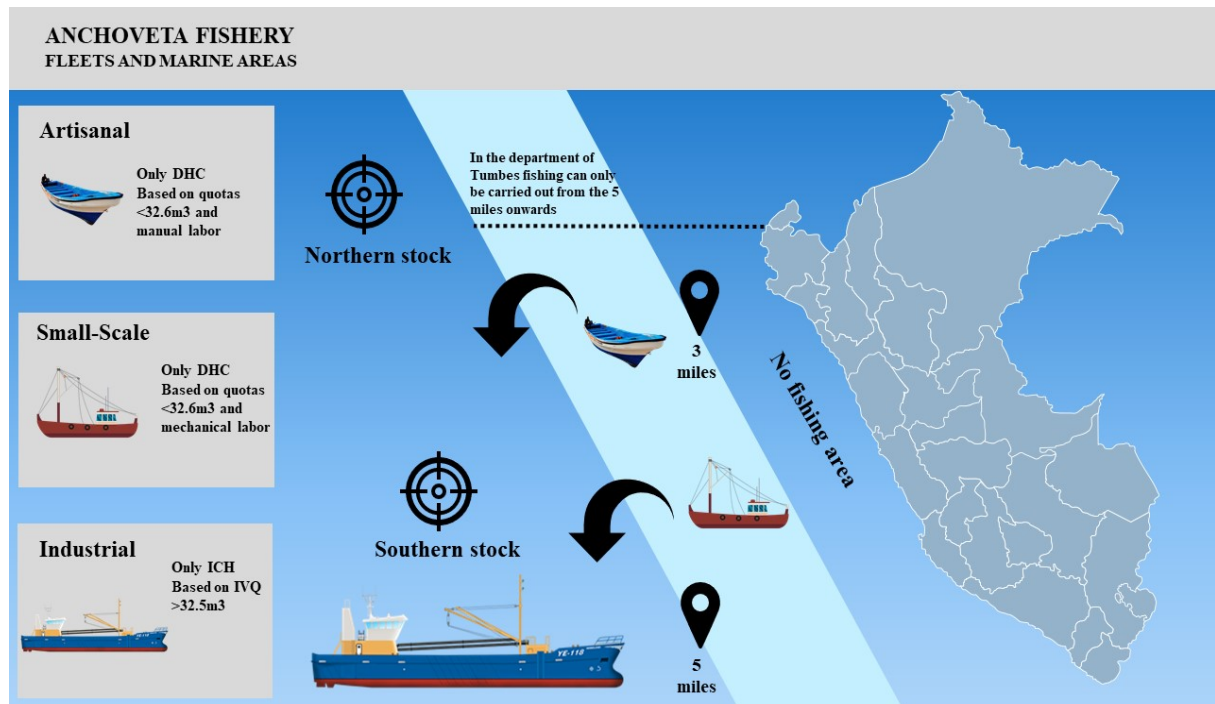 ANCHOVETA FISHERY
FLEETS AND MARINE AREAS
Artisanal
Only DHC
Based on quotas
<32.6m3 and
manual labor
Small-Scale
Only DHC
Based on quotas
<32.6m3 and
mechanical labor
Industrial
Only ICH
Based on IVQ
>32.5m3
In the department of
Tumbes fishing can only
be carried out from the 5
miles onwards
Northern stock
3
miles
No fishing area
Southern stock
YE-118
5
miles